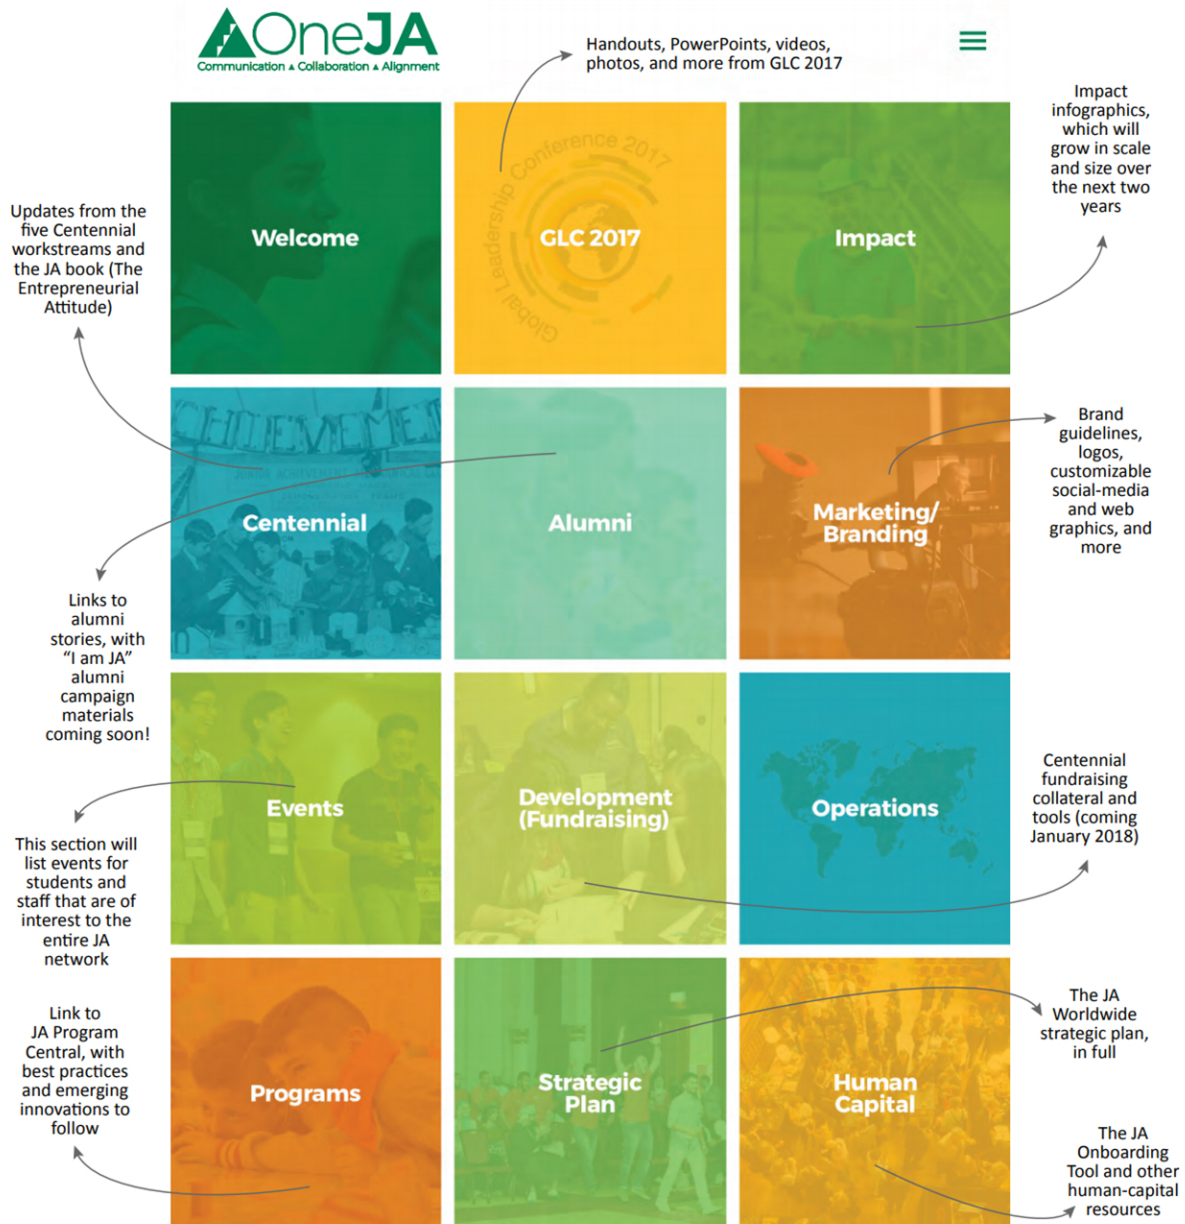 OneJA
Communication ▲ Collaboration ▲ Alignment
Handouts, PowerPoints, videos,
photos, and more from GLC 2017
Welcome
Global Leadership Conference 2017
GLC 2017
Impact
Impact
infographics,
which will
grow in scale
and size over
the next two
years
Updates from the
five Centennial
workstreams and
the JA book (The
Entrepreneurial
Attitude)
Centennial
Alumni
Marketing/
Branding
Brand
guidelines,
logos,
customizable
social-media
and web
graphics, and
more
Links to
alumni
stories, with
“I am JA”
alumni
campaign
materials
coming soon!
Events
Development
(Fundraising)
Operations
Centennial
fundraising
collateral and
tools (coming
January 2018)
This section will
list events for
students and
staff that are of
interest to the
entire JA
network
Link to
JA Program
Central, with
best practices
and emerging
innovations to
follow
Programs
Strategic
Plan
Human
Capital
The JA
Worldwide
strategic plan,
in full
The JA
Onboarding
Tool and other
human-capital
resources